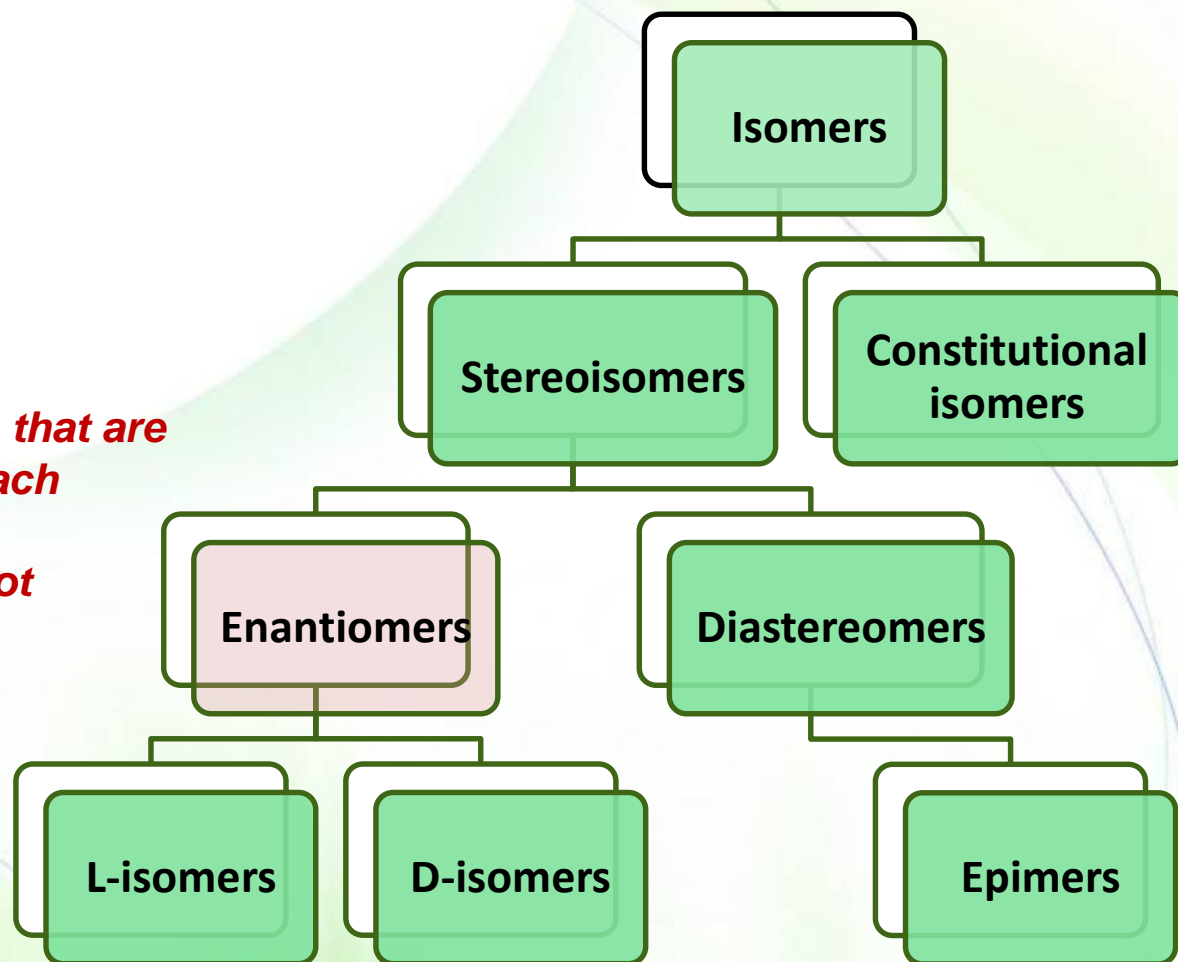 Isomers
Stereoisomers
Constitutional
isomers
that are
ach
ot
Enantiomers
Diastereomers
L-isomers
D-isomers
Epimers